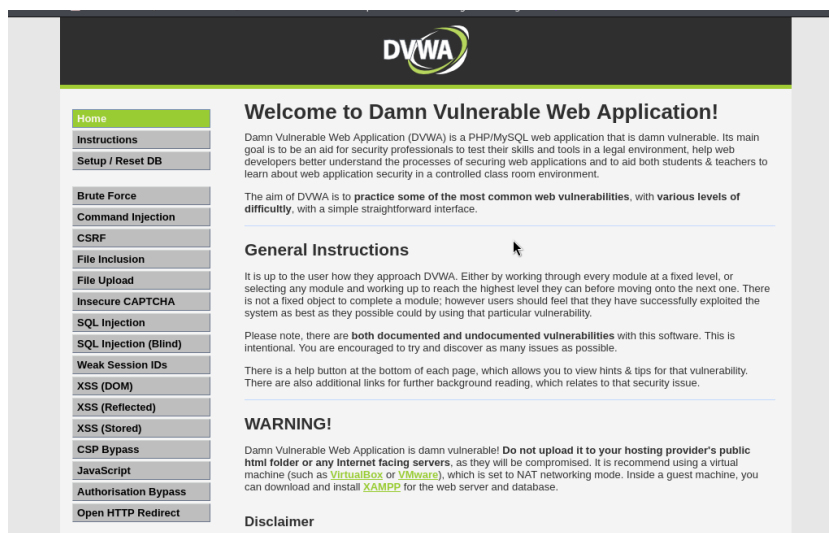 DVWA
Home
Instructions
Setup / Reset DB
Brute Force
Command Injection
CSRF
File Inclusion
File Upload
Insecure CAPTCHA
SQL Injection
SQL Injection (Blind)
Weak Session IDs
XSS (DOM)
XSS (Reflected)
XSS (Stored)
CSP Bypass
JavaScript
Authorisation Bypass
Open HTTP Redirect
Welcome to Damn Vulnerable Web Application!
Damn Vulnerable Web Application (DVWA) is a PHP/MySQL web application that is damn vulnerable. Its main
goal is to be an aid for security professionals to test their skills and tools in a legal environment, help web
developers better understand the processes of securing web applications and to aid both students & teachers to
learn about web application security in a controlled class room environment.
The aim of DVWA is to practice some of the most common web vulnerabilities, with various levels of
difficultly, with a simple straightforward interface.
General Instructions
It is up to the user how they approach DVWA. Either by working through every module at a fixed level, or
selecting any module and working up to reach the highest level they can before moving onto the next one. There
is not a fixed object to complete a module; however users should feel that they have successfully exploited the
system as best as they possible could by using that particular vulnerability.
Please note, there are both documented and undocumented vulnerabilities with this software. This is
intentional. You are encouraged to try and discover as many issues as possible.
There is a help button at the bottom of each page, which allows you to view hints & tips for that vulnerability.
There are also additional links for further background reading, which relates to that security issue.
WARNING!
Damn Vulnerable Web Application is damn vulnerable! Do not upload it to your hosting provider's public
html folder or any Internet facing servers, as they will be compromised. It is recommend using a virtual
machine (such as VirtualBox or VMware), which is set to NAT networking mode. Inside a guest machine, you
can download and install XAMPP for the web server and database.
Disclaimer